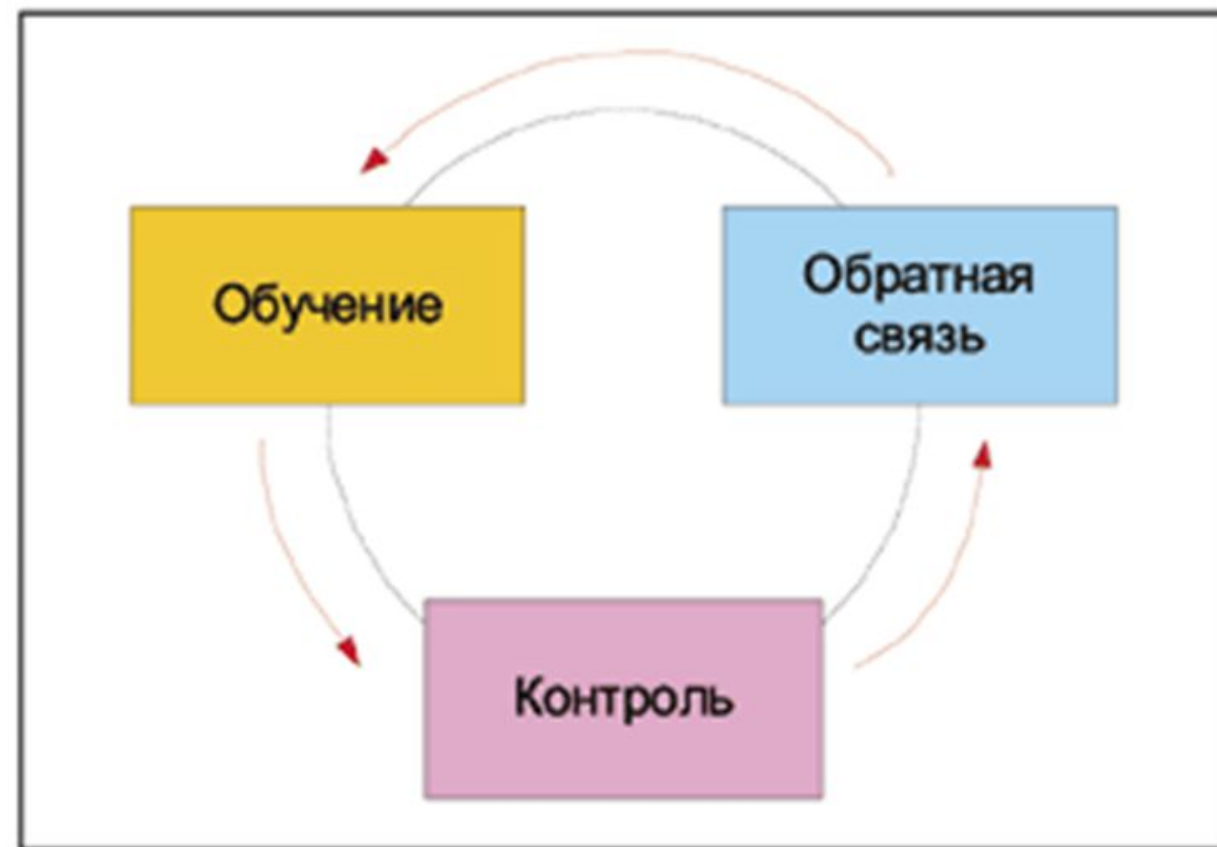 Обучение
Обратная
связь
Контроль